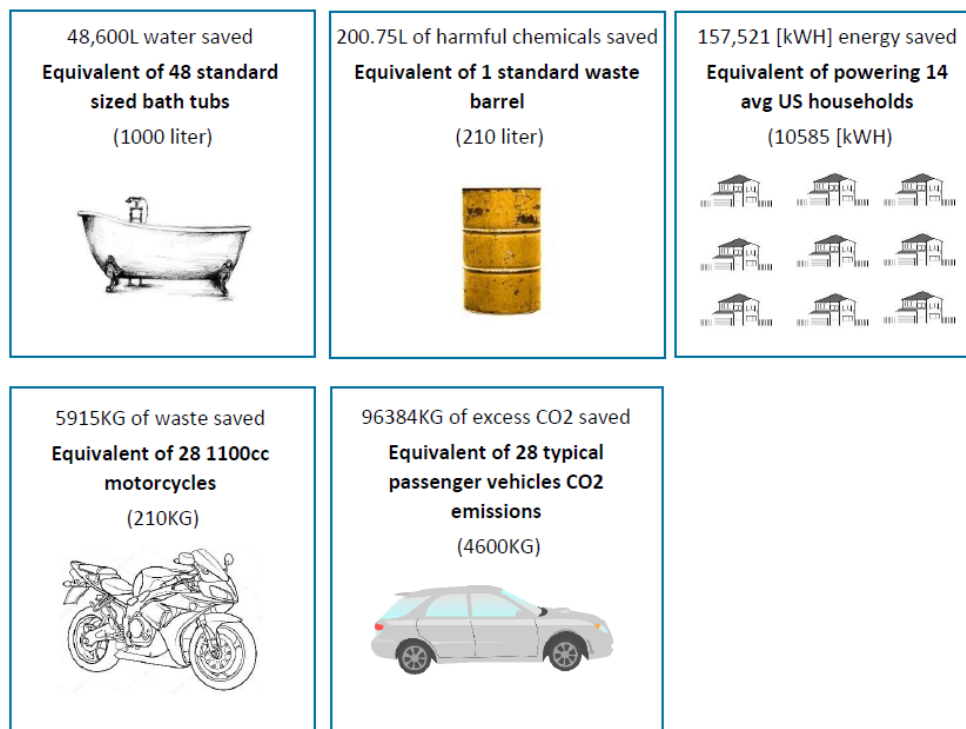 48,600L water saved
Equivalent of 48 standard
sized bath tubs
(1000 liter)
200.75L of harmful chemicals saved
Equivalent of 1 standard waste
barrel
(210 liter)
157,521 [kWH] energy saved
Equivalent of powering 14
avg US households
(10585 [kWH)
5915KG of waste saved
Equivalent of 28 1100cc
motorcycles
(210KG)
96384KG of excess CO2 saved
Equivalent of 28 typical
passenger vehicles CO2
emissions
(4600KG)